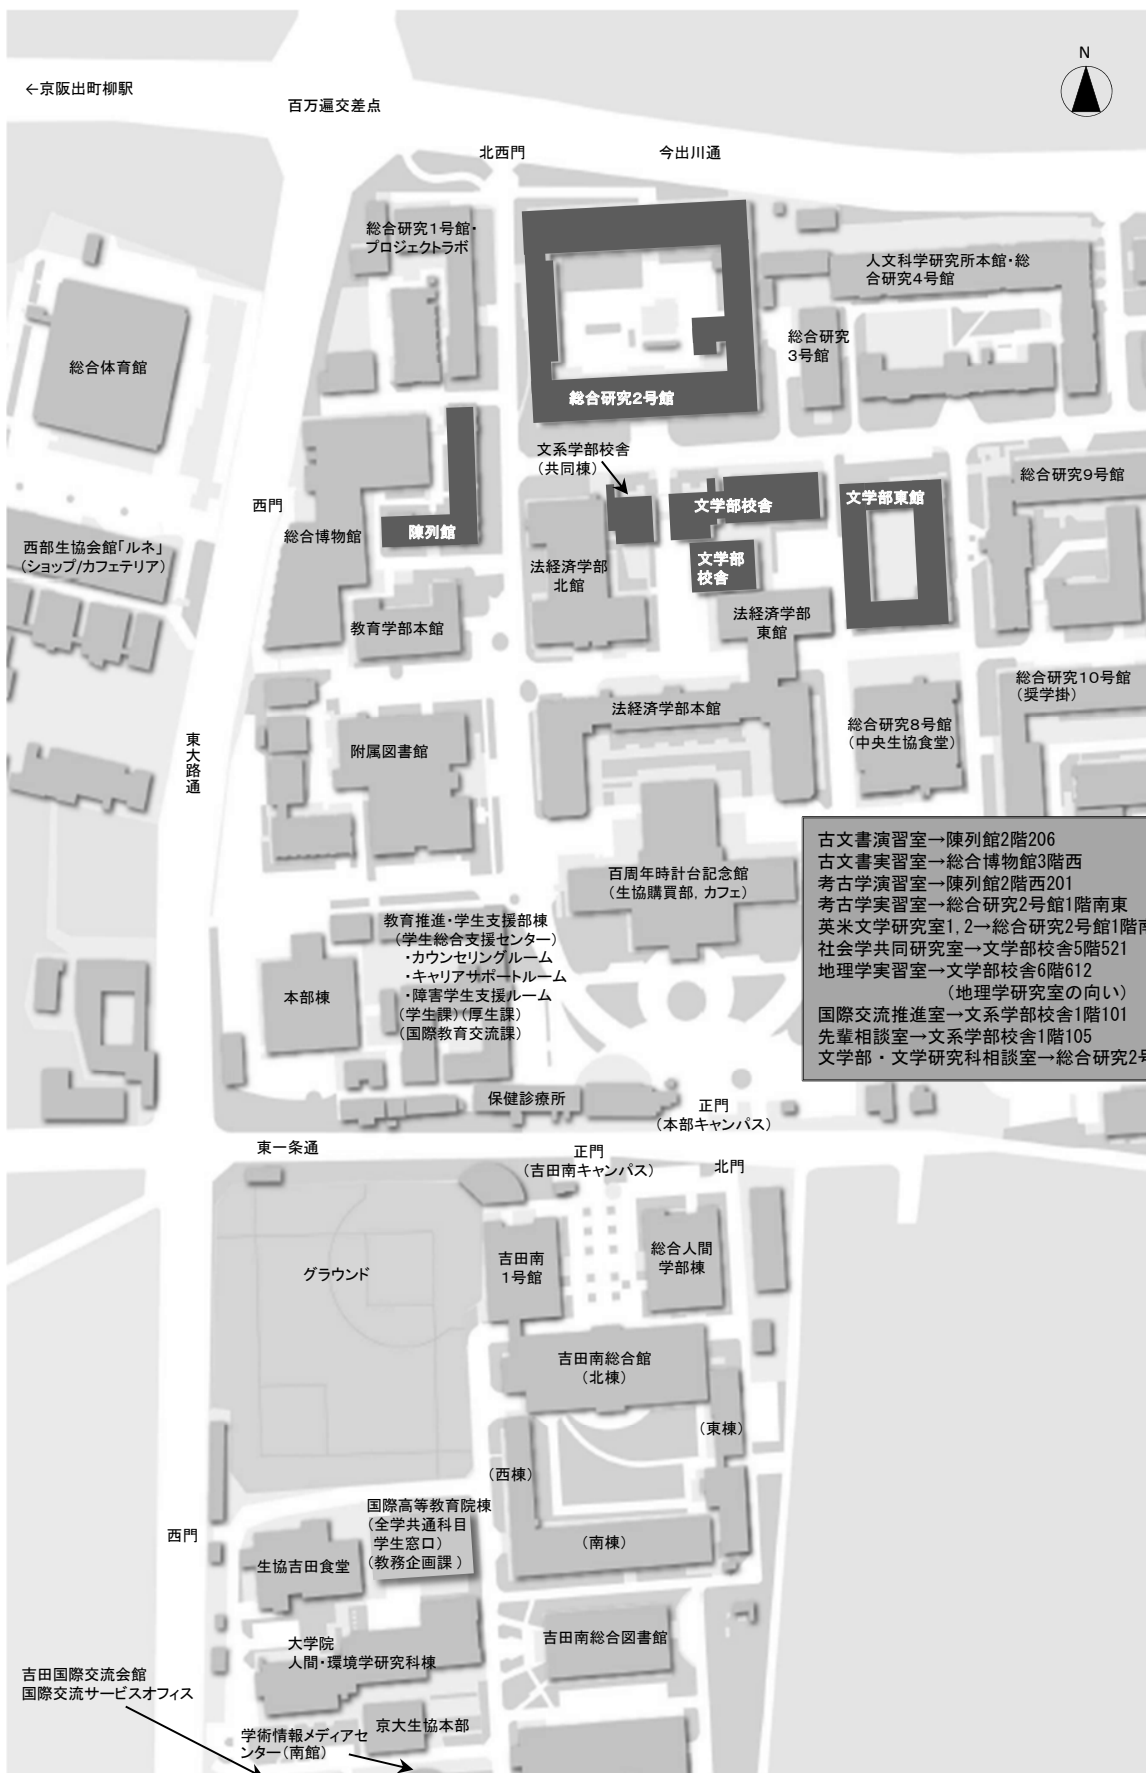 N
←京阪出町柳駅
百万遍交差点
北西門
今出川通
総合研究1号館・
プロジェクトラボ
人文科学研究所本館・総
合研究4号館
総合研究
3号館
総合体育館
総合研究2号館
文系学部校舎
(共同棟)
総合研究9号館
西門
総合博物館
陳列館
文学部校舎
文学部東館
西部生協会館「ルネ」
(ショップ/カフェテリア)
法経済学部
北館
文学部
校舎
教育学部本館
法経済学部
東館
総合研究10号館
(奨学掛)
法経済学部本館
総合研究8号館
(中央生協食堂)
東大路通
附属図書館
百周年時計台記念館
(生協購買部, カフェ)
古文書演習室→陳列館2階206
古文書実習室→総合博物館3階西
考古学演習室→陳列館2階西201
考古学実習室→総合研究2号館1階南東
英米文学研究室1,2→総合研究2号館1階南
社会学共同研究室→文学部校舎5階521
地理学実習室→文学部校舎6階612
(地理学研究室の向い)
国際交流推進室→文系学部校舎1階101
先輩相談室→文系学部校舎1階105
文学部・文学研究科相談室→総合研究2号
教育推進・学生支援部棟
(学生総合支援センター)
・カウンセリングルーム
・キャリアサポートルーム
・障害学生支援ルーム
(学生課)(厚生課)
(国際教育交流課)
本部棟
保健診療所
正門
(本部キャンパス)
東一条通
正門
(吉田南キャンパス)
北門
グラウンド
吉田南
1号館
総合人間
学部棟
吉田南総合館
(北棟)
(東棟)
(西棟)
国際高等教育院棟
(全学共通科目
学生窓口)
(教務企画課 )
(南棟)
西門
生協吉田食堂
大学院
人間・環境学研究科棟
吉田南総合図書館
吉田国際交流会館
国際交流サービスオフィス
京大生協本部
学術情報メディアセ
ンター(南館)